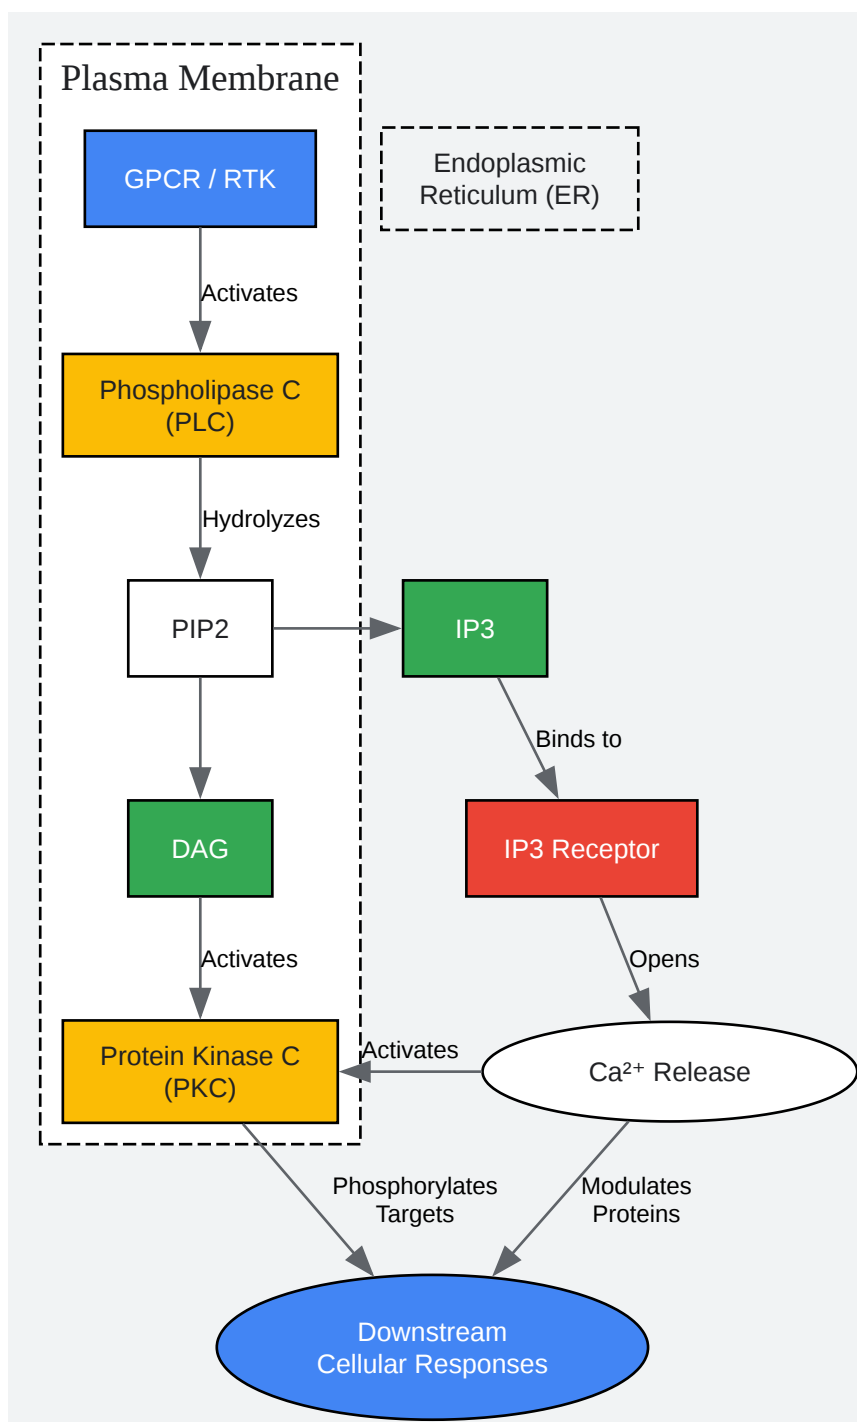 Plasma Membrane
GPCR / RTK
Endoplasmic
Reticulum (ER)
Activates
Phospholipase C
(PLC)
Hydrolyzes
PIP2
IP3
Binds to
DAG
IP3 Receptor
Activates
Opens
Protein Kinase C
(PKC)
Activates
Ca²⁺ Release
Phosphorylates
Targets
Modulates
Proteins
Downstream
Cellular Responses